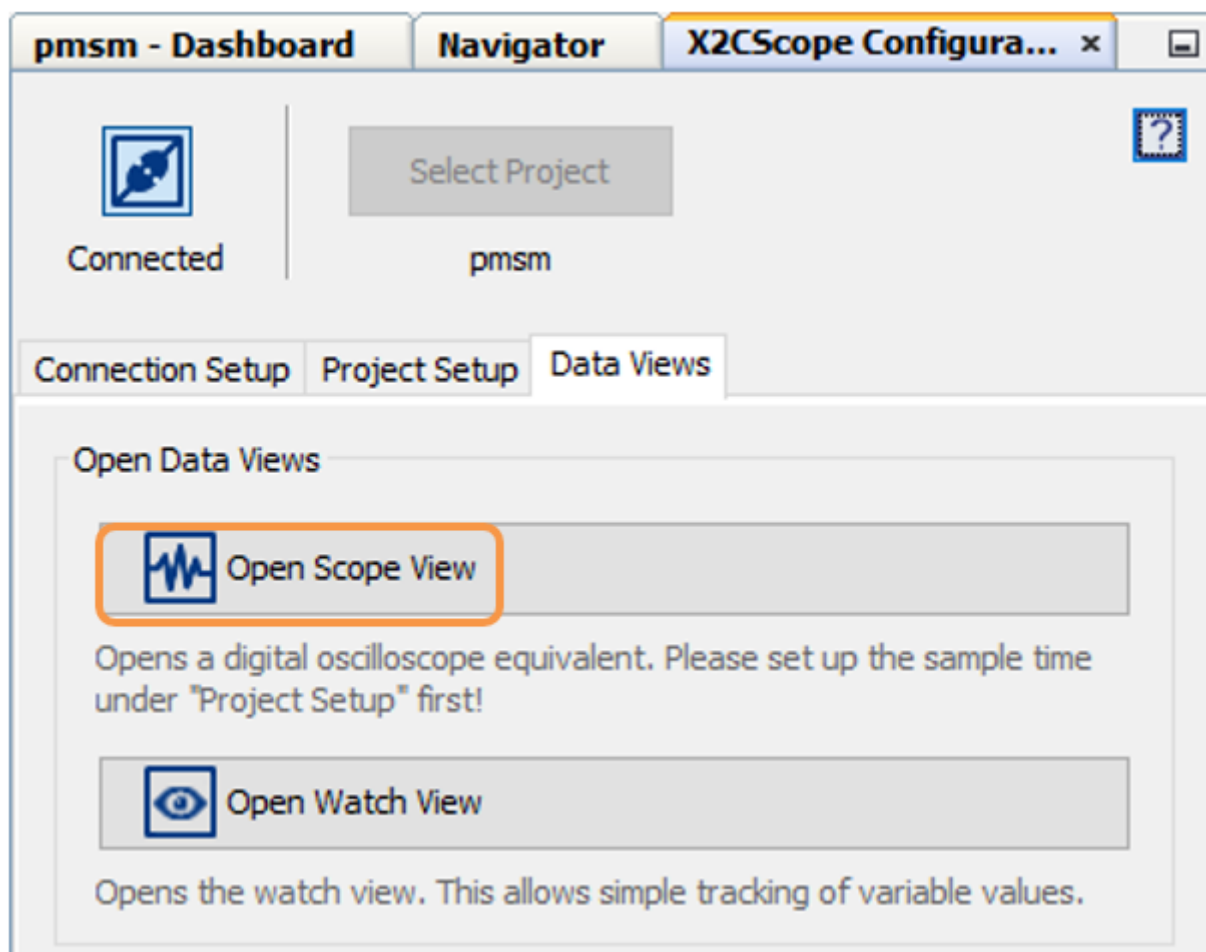 pmsm - Dashboard
Navigator
X2CScope Configura... ×
?
Select Project
Connected
pmsm
Connection Setup
Project Setup
Data Views
Open Data Views
Open Scope View
Opens a digital oscilloscope equivalent. Please set up the sample time
under "Project Setup" first!
Open Watch View
Opens the watch view. This allows simple tracking of variable values.